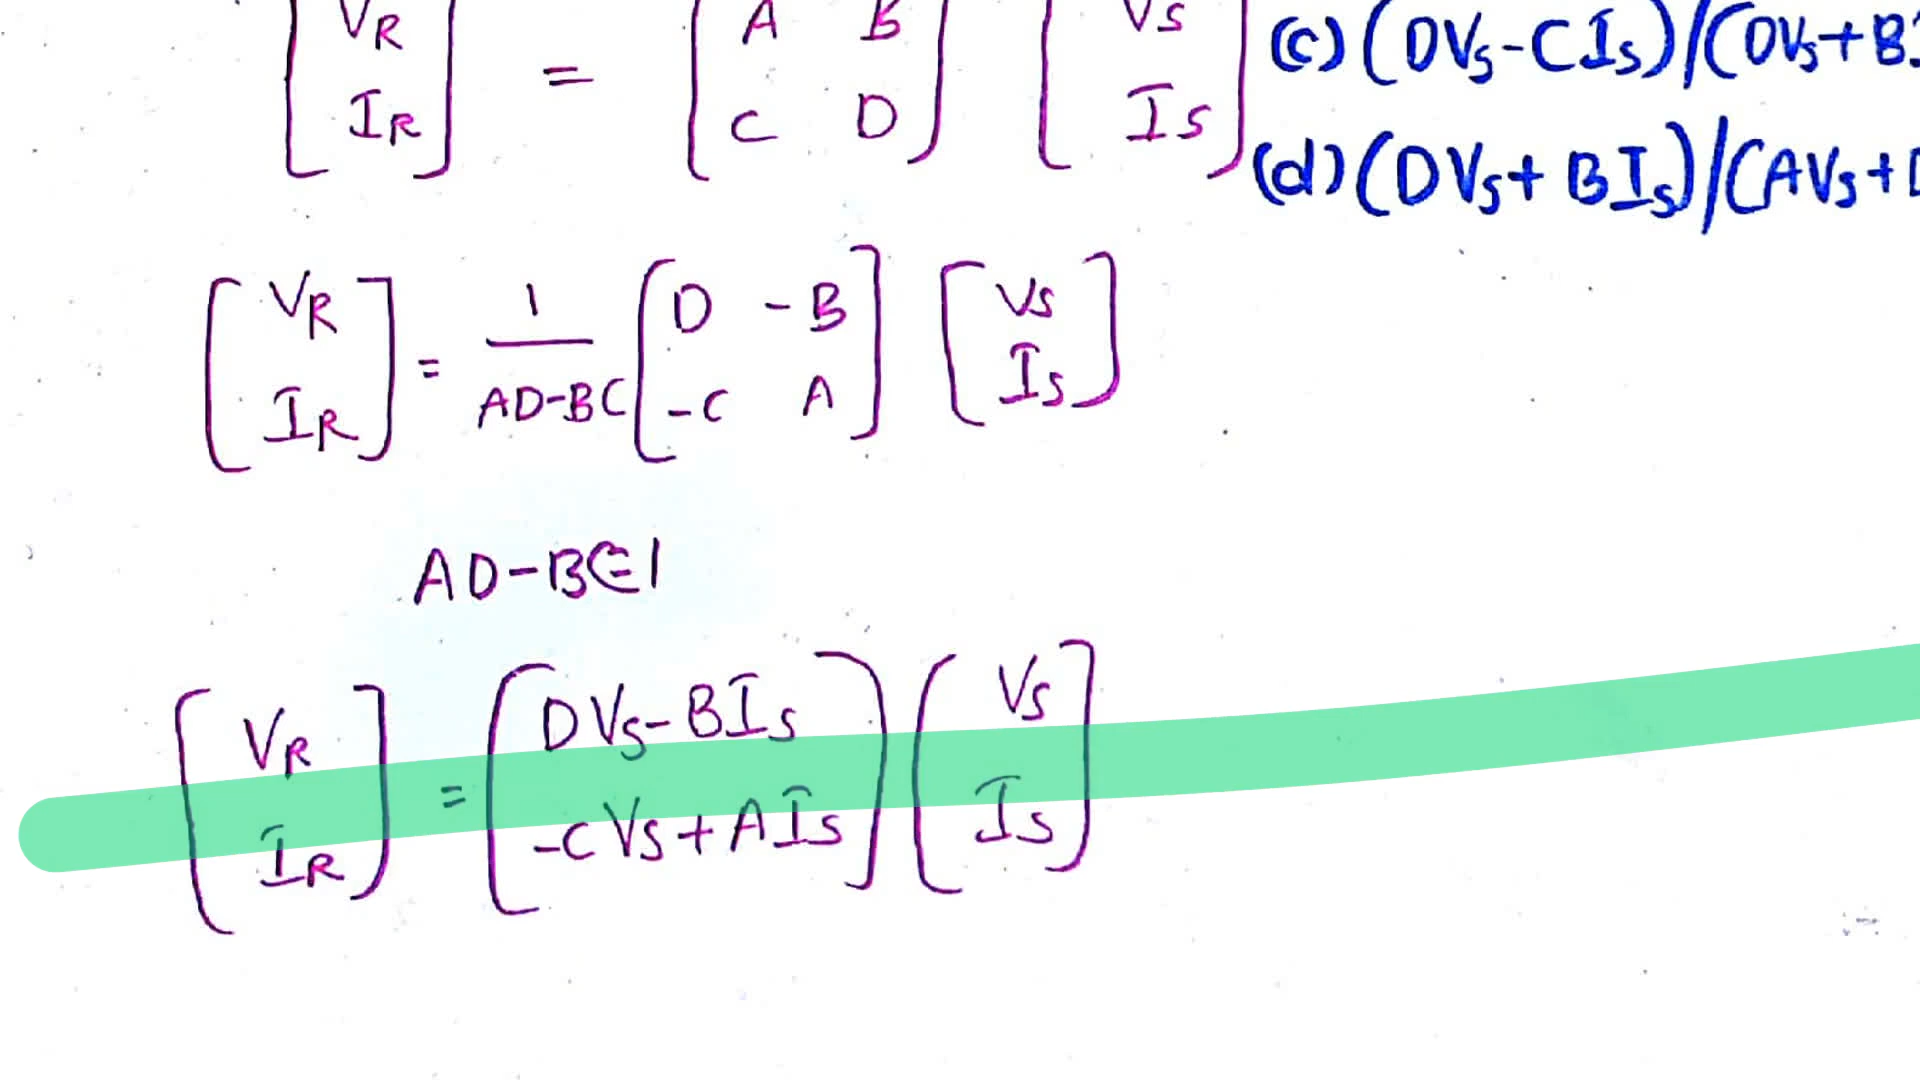 [VR IR] = [A B C D] [VS IS]
(c) (DVS-CIS)/(DVS+B
(d) (DVS+BIS)/(AVS+
[VR IR] = 1/AD-BC [D -B -C A] [VS IS]
AD-BC=1
[VR IR] = [DVS-BIS -CVS+AIS] [VS IS]